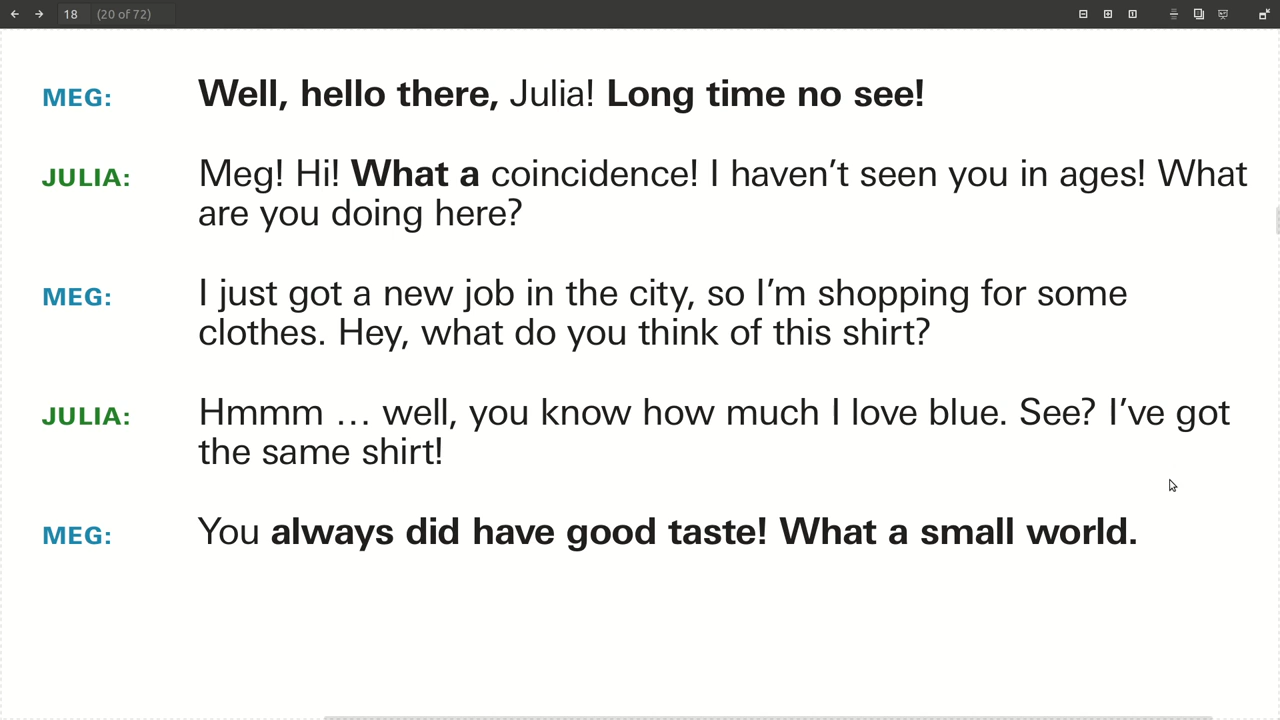 18 (20 of 72)
MEG: Well, hello there, Julia! Long time no see!
JULIA: Meg! Hi! What a coincidence! I haven’t seen you in ages! What
are you doing here?
MEG: I just got a new job in the city, so I’m shopping for some
clothes. Hey, what do you think of this shirt?
JULIA: Hmmm … well, you know how much I love blue. See? I’ve got
the same shirt!
MEG: You always did have good taste! What a small world.